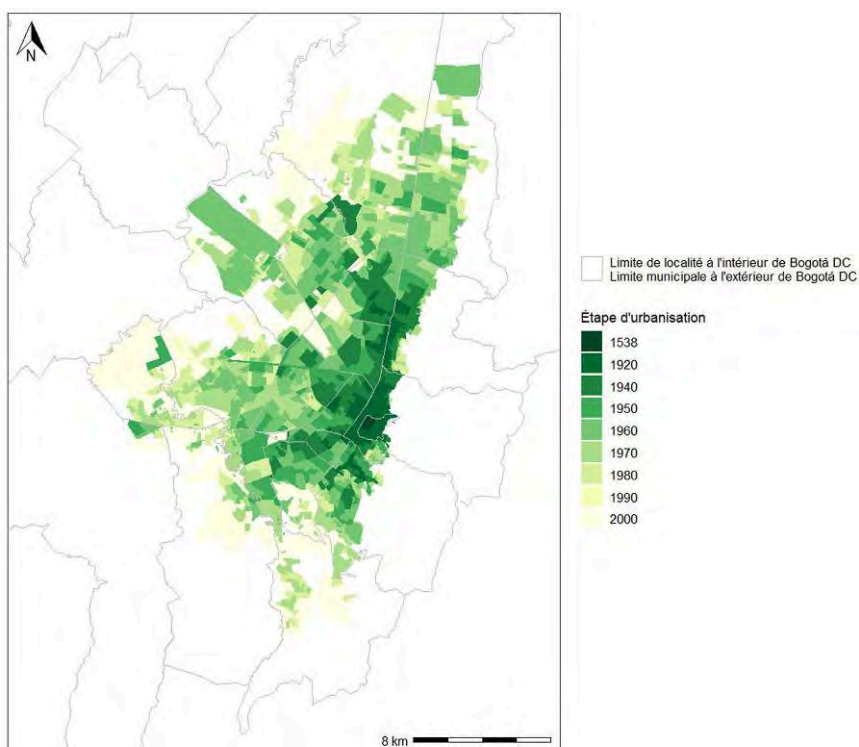 N
Limite de localité à l'intérieur de Bogotá DC
Limite municipale à l'extérieur de Bogotá DC
Étape d'urbanisation
1538
1920
1940
1950
1960
1970
1980
1990
2000
8 km